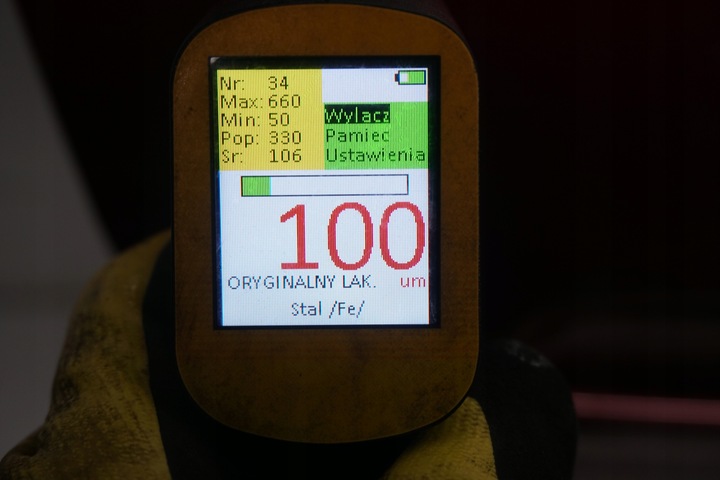 Nr: 34
Max: 660
Min: 50
Pop: 330
Sr: 106
Wylacz
Pamiec
Ustawienia
100
ORYGINALNY LAK. um
Stal /Fe/